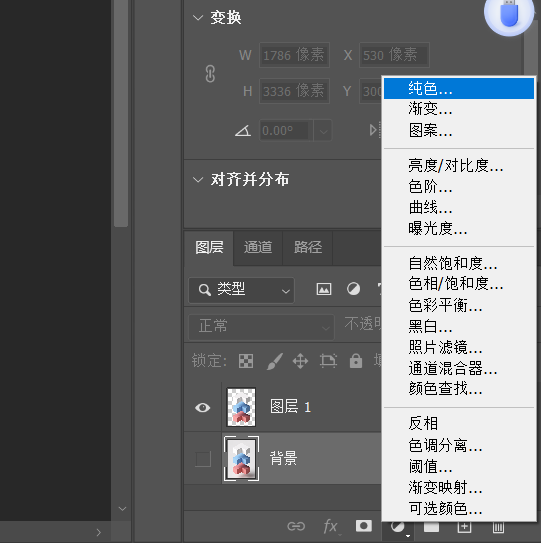 变换
W 1786 像素 X 530 像素
H 3336 像素 Y 300
0.00°
对齐并分布
图层 通道 路径
类型
正常 不透明
锁定:
图层 1
背景
fx
纯色...
渐变...
图案...
亮度/对比度...
色阶...
曲线...
曝光度...
自然饱和度...
色相/饱和度...
色彩平衡...
黑白...
照片滤镜...
通道混合器...
颜色查找...
反相
色调分离...
阈值...
渐变映射...
可选颜色...